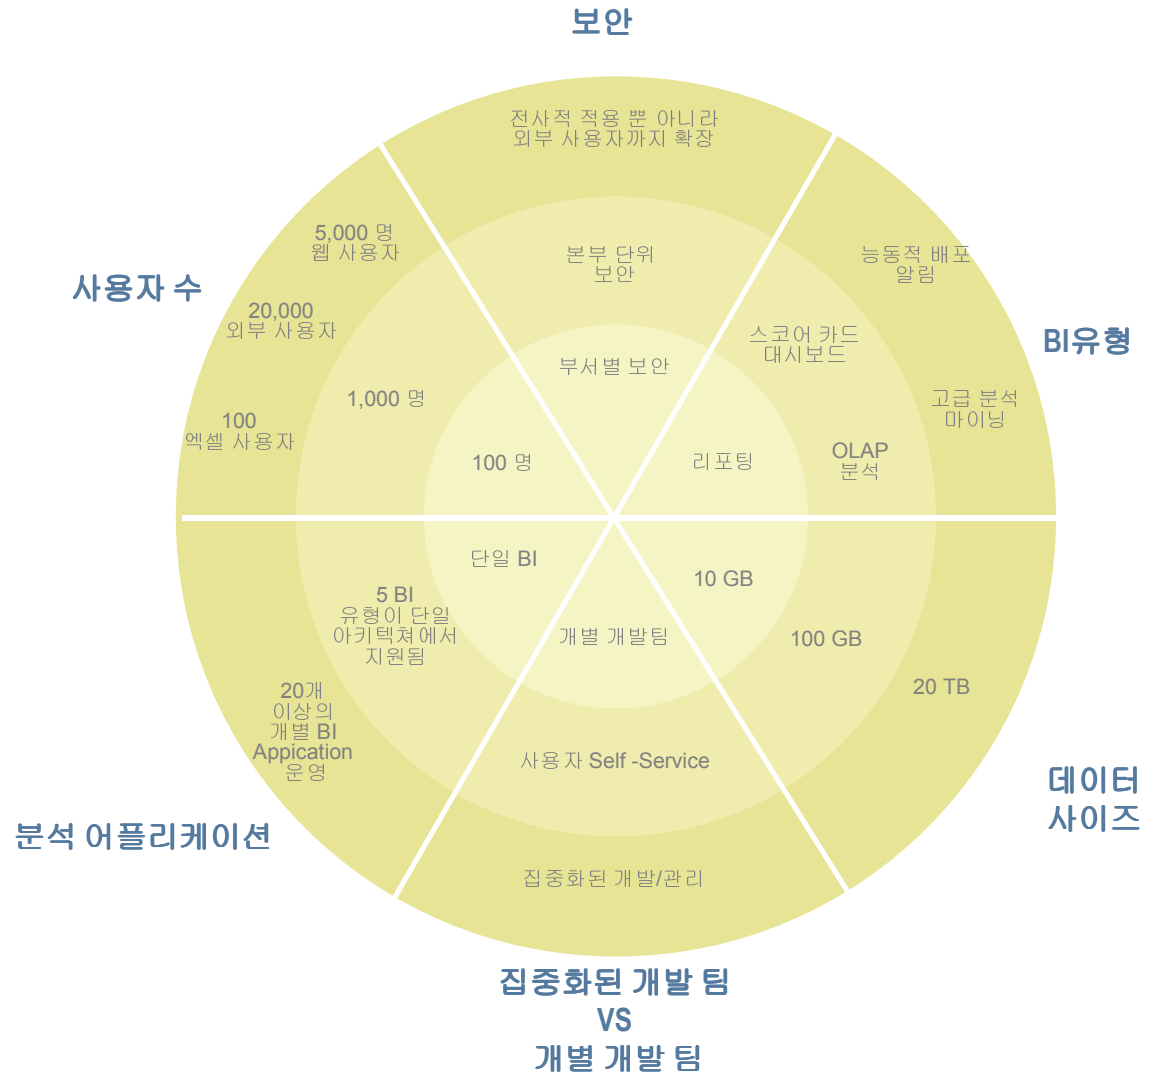 보안
전사적 적용 뿐 아니라
외부 사용자까지 확장
본부 단위
보안
부서별 보안
사용자 수
5,000 명
웹 사용자
20,000
외부 사용자
100
엑셀 사용자
1,000 명
100 명
BI유형
능동적 배포
알림
고급 분석
마이닝
스코어 카드
대시보드
OLAP
분석
리포팅
단일 BI
5 BI
유형이 단일
아키텍쳐에서
지원됨
20개
이상의
개별 BI
Appication
운영
분석 어플리케이션
개별 개발팀
사용자 Self -Service
집중화된 개발/관리
집중화된 개발 팀
VS
개별 개발 팀
10 GB
100 GB
20 TB
데이터
사이즈